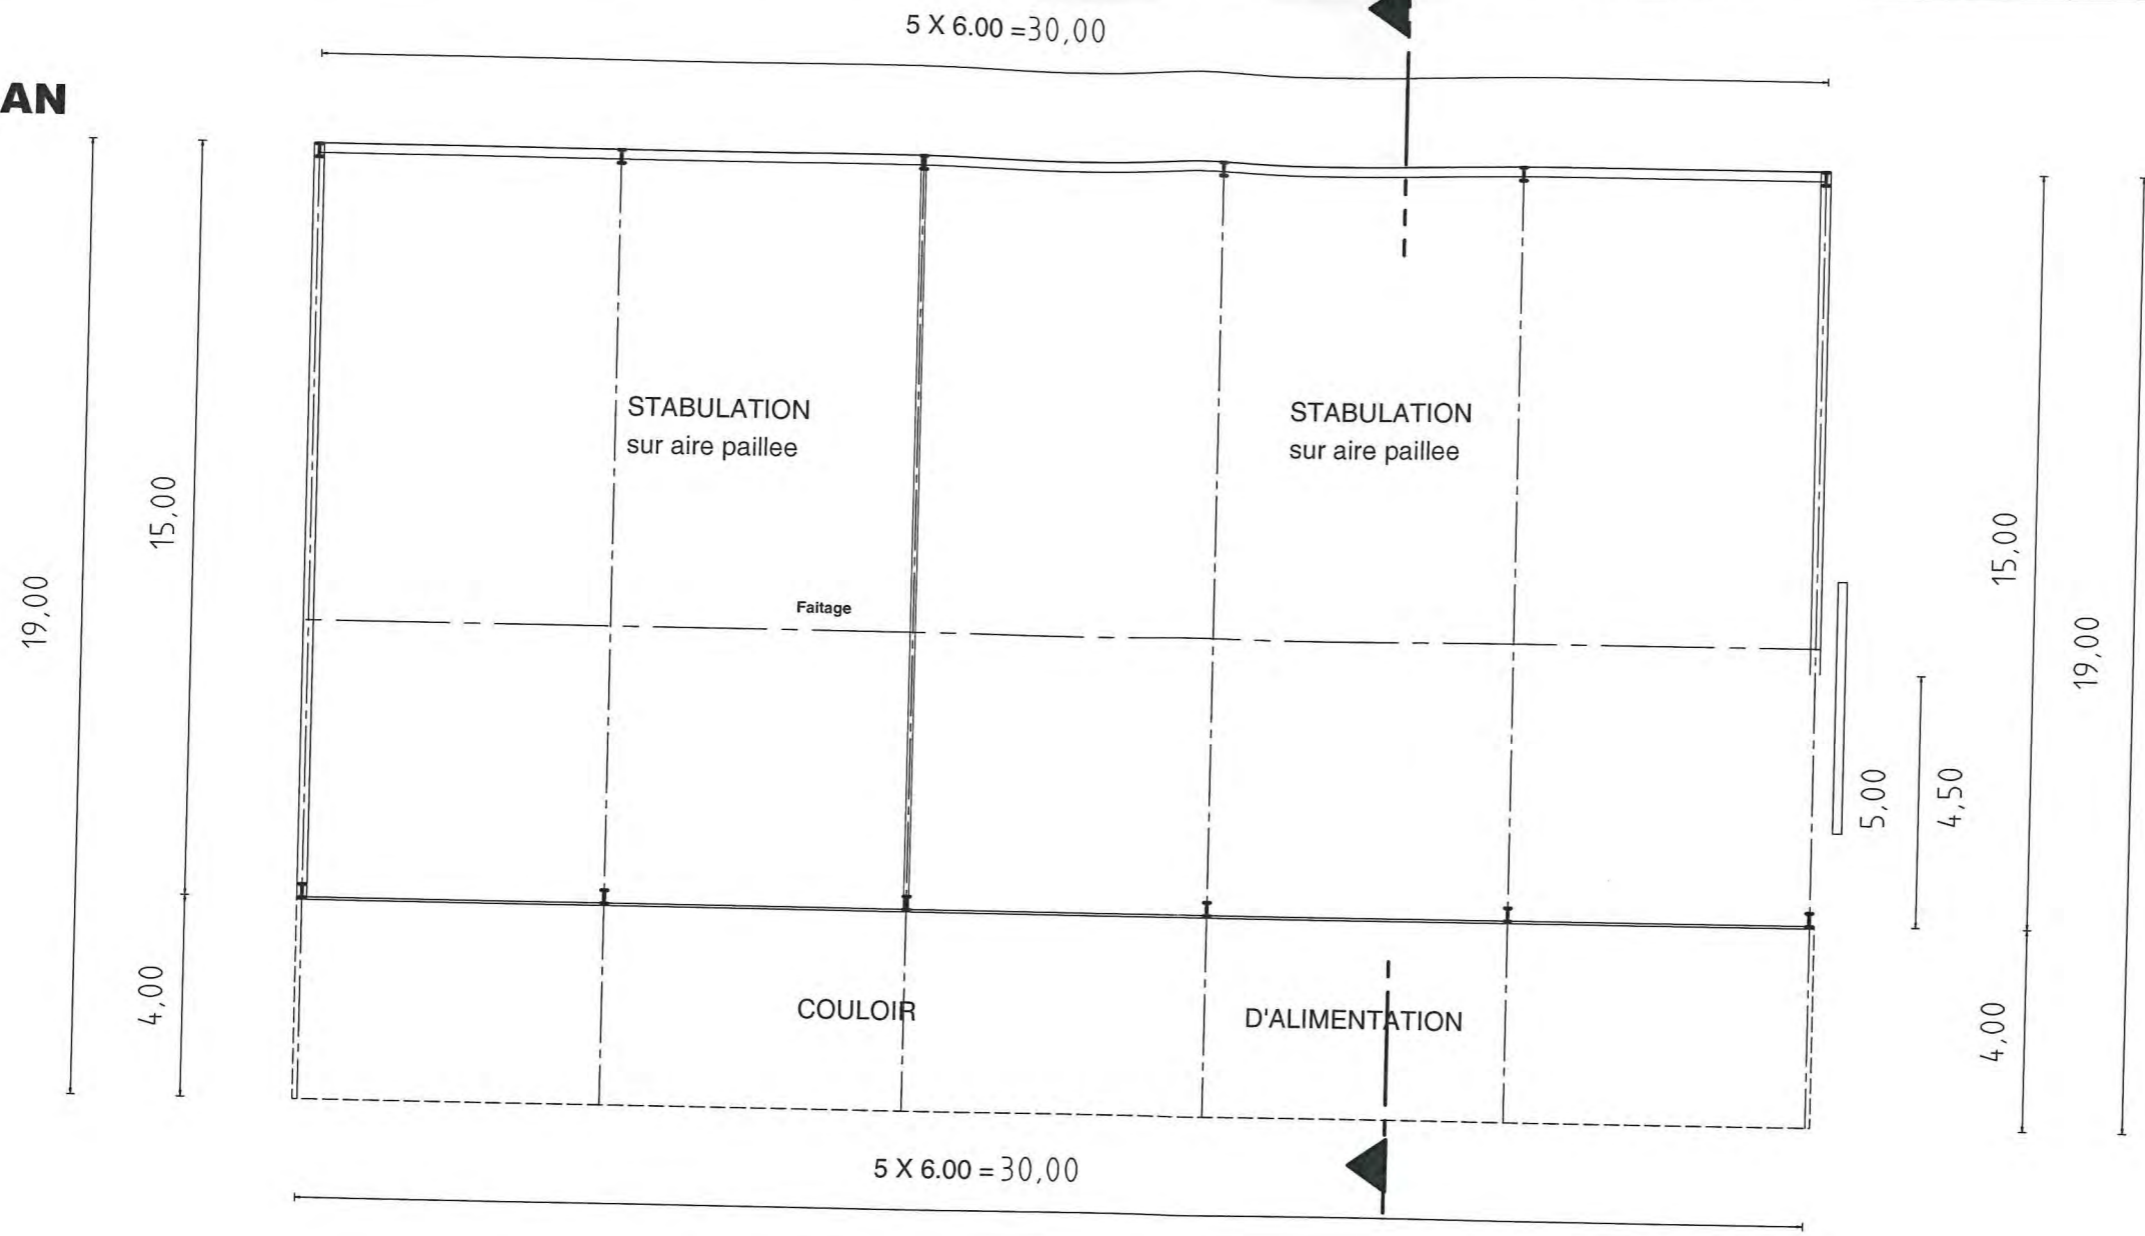 5 X 6.00 =30,00
AN
STABULATION
sur aire paillee
STABULATION
sur aire paillee
15,00
19,00
15,00
19,00
Faitage
5,00
4,50
4,00
COULOIR
D'ALIMENTATION
4,00
5 X 6.00 =30,00